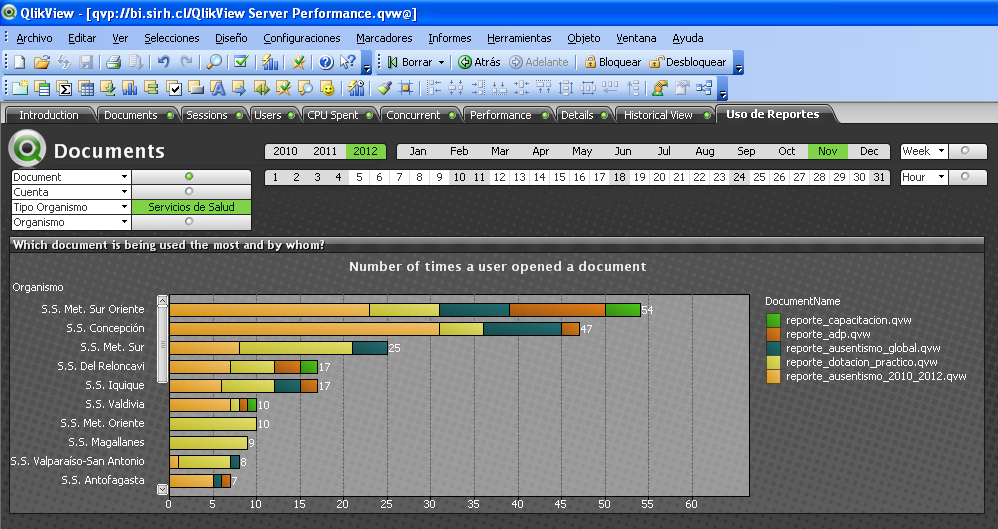 QlikView - [qvp://bi.sirh.cl/QlikView Server Performance.qvw@]
Archivo Editar Ver Selecciones Diseño Configuraciones Marcadores Informes Herramientas Objeto Ventana Ayuda
Borrar Atrás Adelante Bloquear Desbloquear
Introduction Documents Sessions Users CPU Spent Concurrent Performance Details Historical View Uso de Reportes
Documents
2010 2011 2012 Jan Feb Mar Apr May Jun Jul Aug Sep Oct Nov Dec Week
1 2 3 4 5 6 7 8 9 10 11 12 13 14 15 16 17 18 19 20 21 22 23 24 25 26 27 28 29 30 31 Hour
Document
Cuenta
Tipo Organismo Servicios de Salud
Organismo
Which document is being used the most and by whom?
Number of times a user opened a document
Organismo
S.S. Met. Sur Oriente 54
S.S. Concepción 47
S.S. Met. Sur 25
S.S. Del Reloncavi 17
S.S. Iquique 17
S.S. Valdivia 10
S.S. Met. Oriente 10
S.S. Magallanes 9
S.S. Valparaíso-San Antonio 8
S.S. Antofagasta 7
0 5 10 15 20 25 30 35 40 45 50 55 60
DocumentName
reporte_capacitacion.qvw
reporte_adp.qvw
reporte_ausentismo_global.qvw
reporte_dotacion_practico.qvw
reporte_ausentismo_2010_2012.qvw